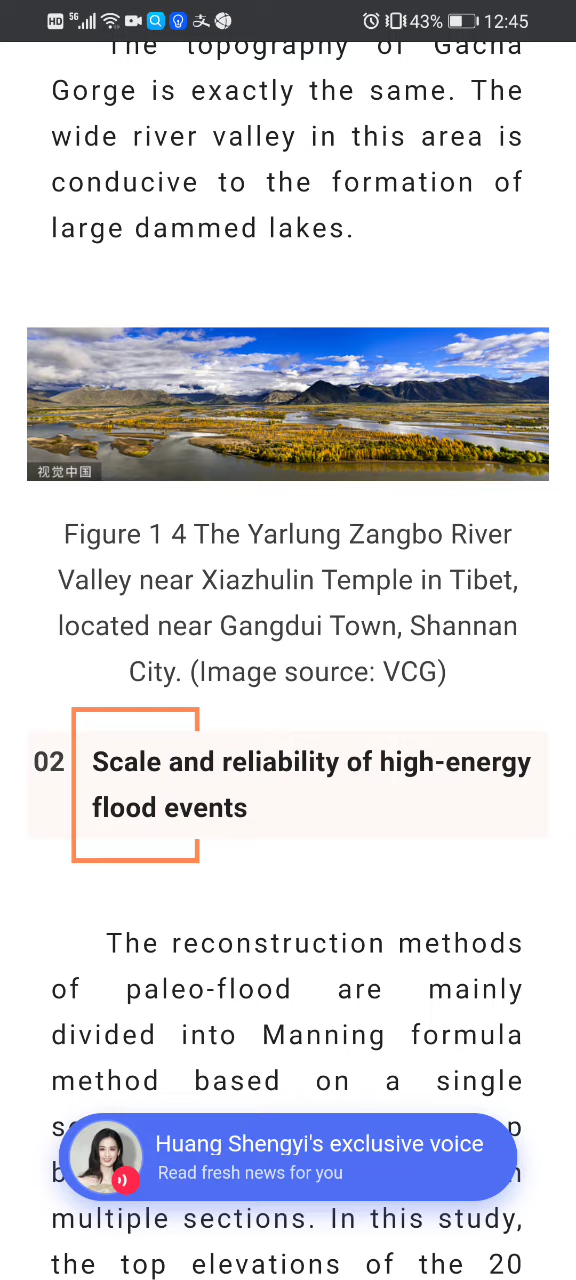 HD 5G 43% 12:45
The topography of Gacha
Gorge is exactly the same. The
wide river valley in this area is
conducive to the formation of
large dammed lakes.
视觉中国
Figure 1 4 The Yarlung Zangbo River
Valley near Xiazhulin Temple in Tibet,
located near Gangdui Town, Shannan
City. (Image source: VCG)
02 Scale and reliability of high-energy
flood events
The reconstruction methods
of paleo-flood are mainly
divided into Manning formula
method based on a single
Huang Shengyi's exclusive voice
Read fresh news for you
multiple sections. In this study,
the top elevations of the 20